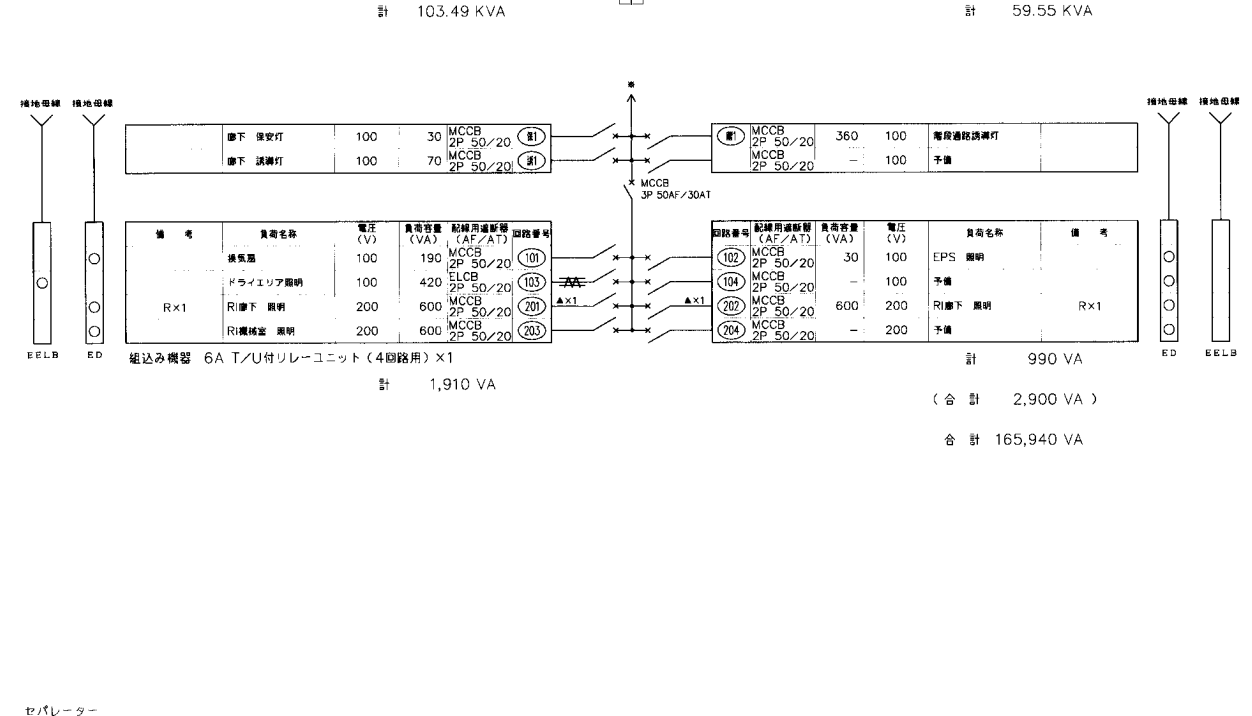 計 103.49 KVA
計 59.55 KVA
※
接地母線 接地母線
接地母線 接地母線
廊下 保安灯 100 30 MCCB 2P 50/20 保1
廊下 誘導灯 100 70 MCCB 2P 50/20 誘1
MCCB 2P 50/20 360 100 階段通路誘導灯
MCCB 2P 50/20 − 100 予備
MCCB
3P 50AF/30AT
備考 負荷名称 電圧(V) 負荷容量(VA) 配線用遮断器(AF/AT) 回路番号
換気扇 100 190 MCCB 2P 50/20 101
ドライエリア照明 100 420 ELCB 2P 50/20 103
R×1 RI廊下 照明 200 600 MCCB 2P 50/20 201 ▲×1
RI機械室 照明 200 600 MCCB 2P 50/20 203
回路番号 配線用遮断器(AF/AT) 負荷容量(VA) 電圧(V) 負荷名称 備考
102 MCCB 2P 50/20 30 100 EPS 照明
104 MCCB 2P 50/20 − 100 予備
▲×1 202 MCCB 2P 50/20 600 200 RI廊下 照明 R×1
204 MCCB 2P 50/20 − 200 予備
EELB ED
ED EELB
組込み機器 6A T/U付リレーユニット(4回路用)×1
計 1,910 VA
計 990 VA
(合計 2,900 VA)
合計 165,940 VA
セパレーター